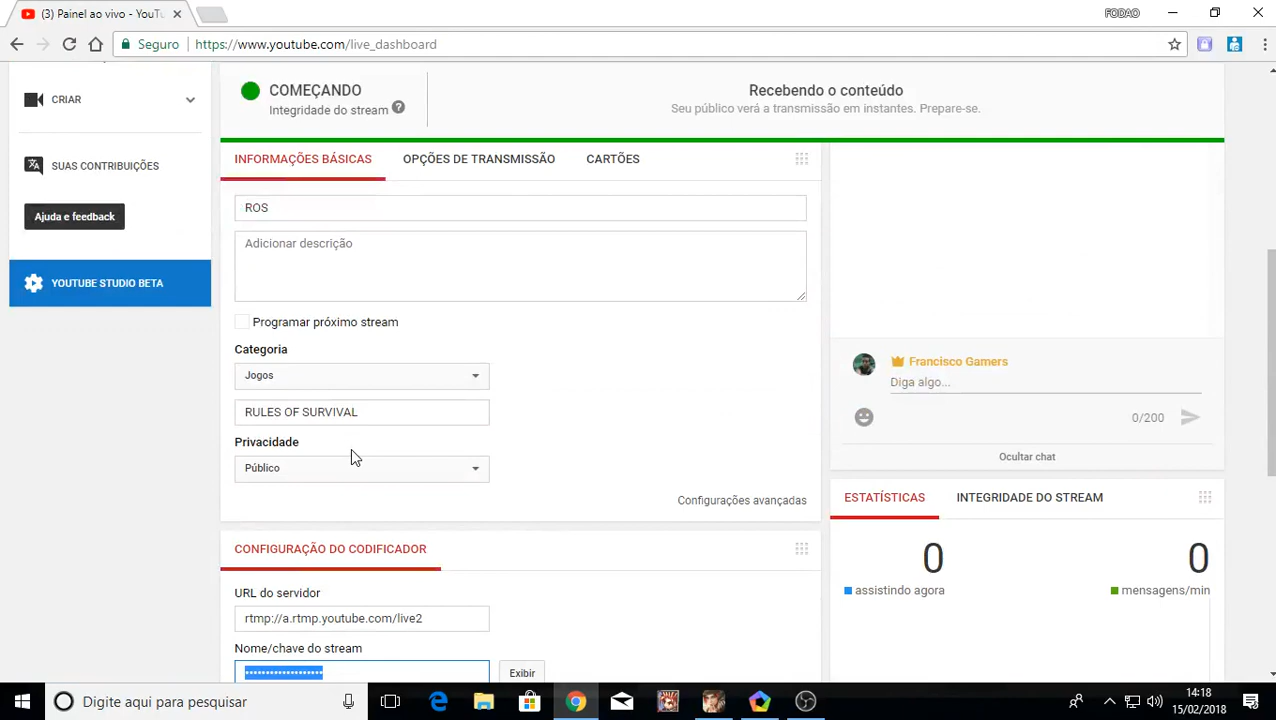 (3) Painel ao vivo - YouTu
FODAO
Seguro
https://www.youtube.com/live_dashboard
CRIAR
SUAS CONTRIBUIÇÕES
Ajuda e feedback
YOUTUBE STUDIO BETA
COMEÇANDO
Integridade do stream ?
Recebendo o conteúdo
Seu público verá a transmissão em instantes. Prepare-se.
INFORMAÇÕES BÁSICAS
OPÇÕES DE TRANSMISSÃO
CARTÕES
ROS
Adicionar descrição
Programar próximo stream
Categoria
Jogos
RULES OF SURVIVAL
Privacidade
Público
Configurações avançadas
CONFIGURAÇÃO DO CODIFICADOR
URL do servidor
rtmp://a.rtmp.youtube.com/live2
Nome/chave do stream
•••••••••••••••••••
Exibir
Francisco Gamers
Diga algo...
0/200
Ocultar chat
ESTATÍSTICAS
INTEGRIDADE DO STREAM
0
assistindo agora
0
mensagens/min
Digite aqui para pesquisar
14:18
15/02/2018